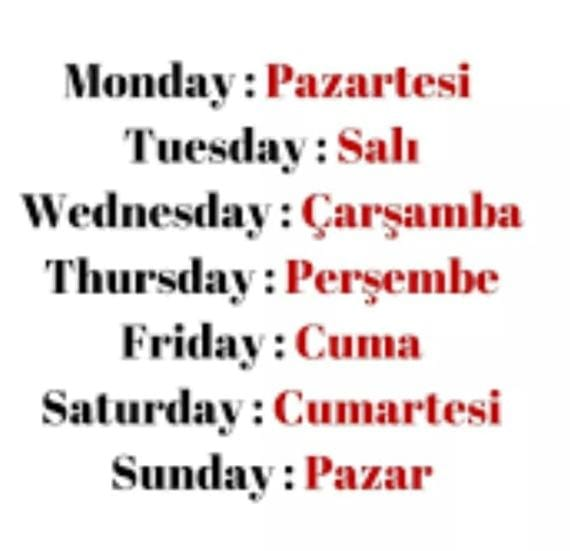 Monday : Pazartesi
Tuesday : Salı
Wednesday : Çarşamba
Thursday : Perşembe
Friday : Cuma
Saturday : Cumartesi
Sunday : Pazar